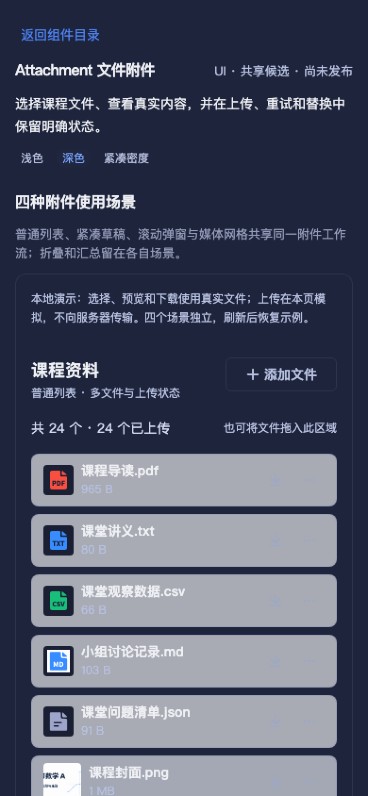 返回组件目录
Attachment 文件附件
UI · 共享候选 · 尚未发布
选择课程文件、查看真实内容，并在上传、重试和替换中
保留明确状态。
浅色 深色 紧凑密度
四种附件使用场景
普通列表、紧凑草稿、滚动弹窗与媒体网格共享同一附件工作
流；折叠和汇总留在各自场景。
本地演示：选择、预览和下载使用真实文件；上传在本页模
拟，不向服务器传输。四个场景独立，刷新后恢复示例。
课程资料
＋ 添加文件
普通列表 · 多文件与上传状态
共 24 个 · 24 个已上传
也可将文件拖入此区域
PDF
课程导读.pdf
965 B
TXT
课堂讲义.txt
80 B
CSV
课堂观察数据.csv
66 B
MD
小组讨论记录.md
103 B
课堂问题清单.json
91 B
数学 A
课程封面.png
1 MB